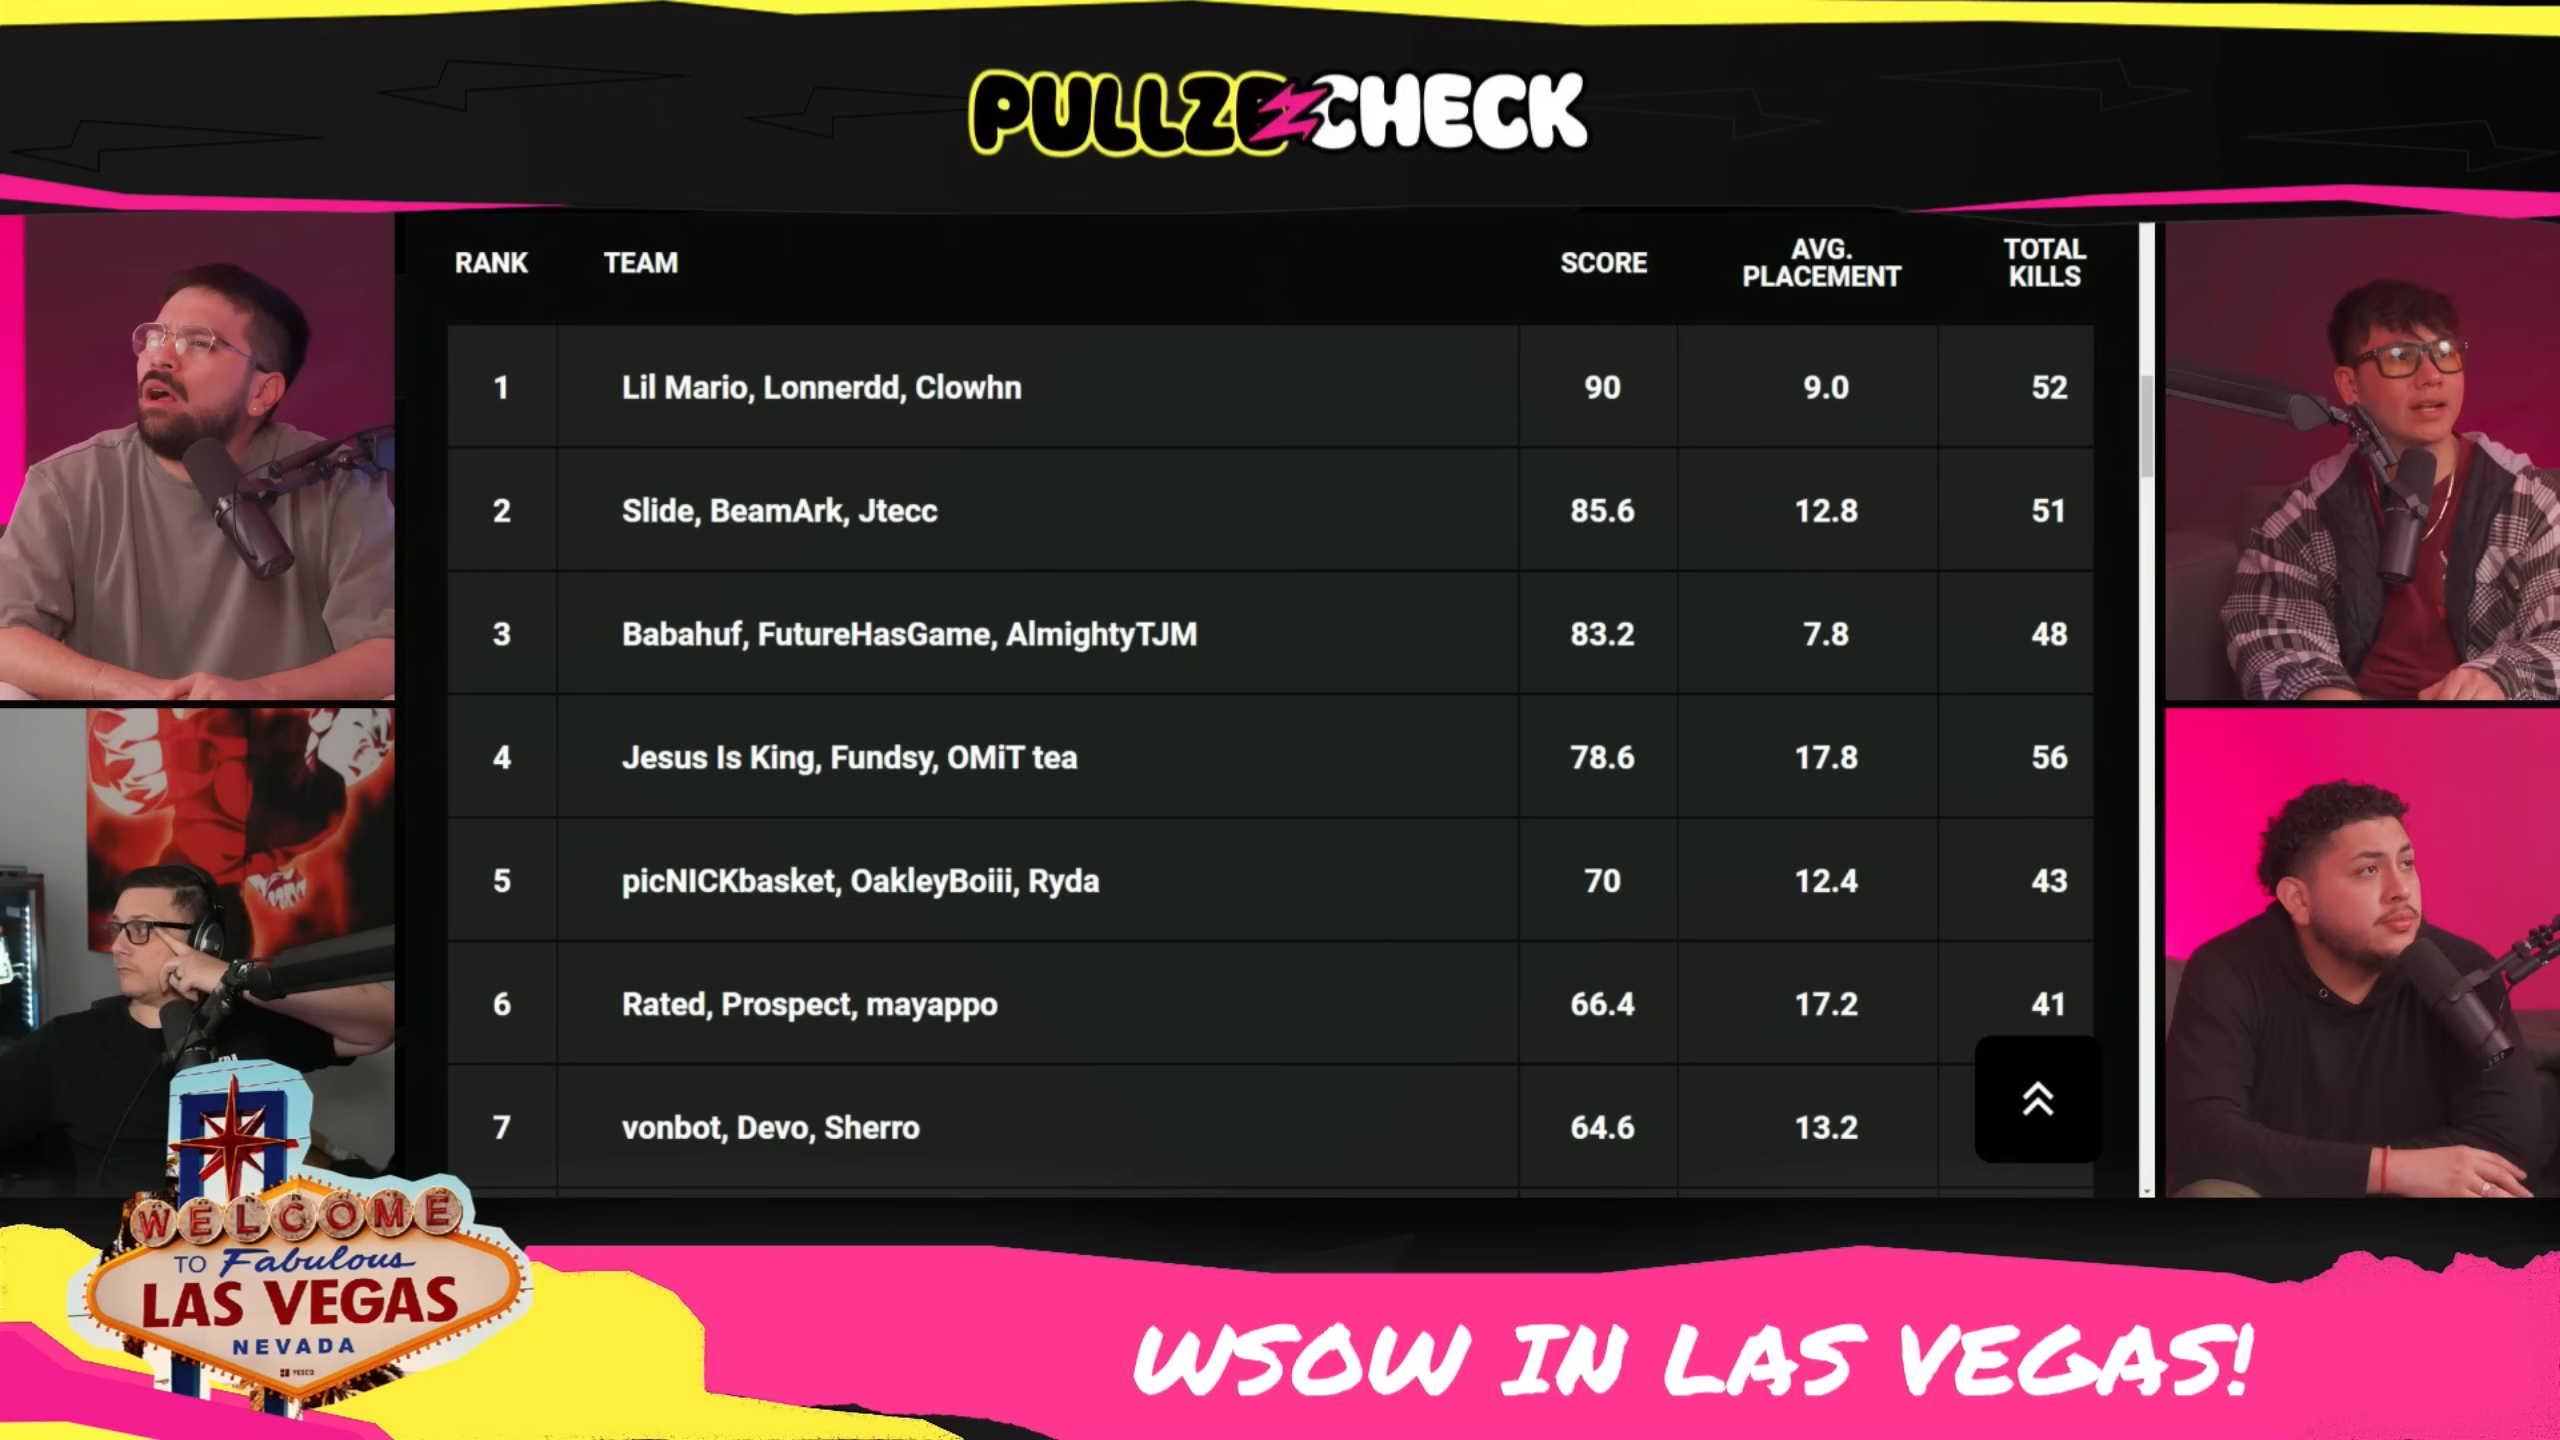 PULLZECHECK
RANK TEAM SCORE AVG. PLACEMENT TOTAL KILLS
1 Lil Mario, Lonnerdd, Clowhn 90 9.0 52
2 Slide, BeamArk, Jtecc 85.6 12.8 51
3 Babahuf, FutureHasGame, AlmightyTJM 83.2 7.8 48
4 Jesus Is King, Fundsy, OMiT tea 78.6 17.8 56
5 picNICKbasket, OakleyBoiii, Ryda 70 12.4 43
6 Rated, Prospect, mayappo 66.4 17.2 41
7 vonbot, Devo, Sherro 64.6 13.2
WELCOME
TO Fabulous
LAS VEGAS
NEVADA
YESCO
WSOW IN LAS VEGAS!